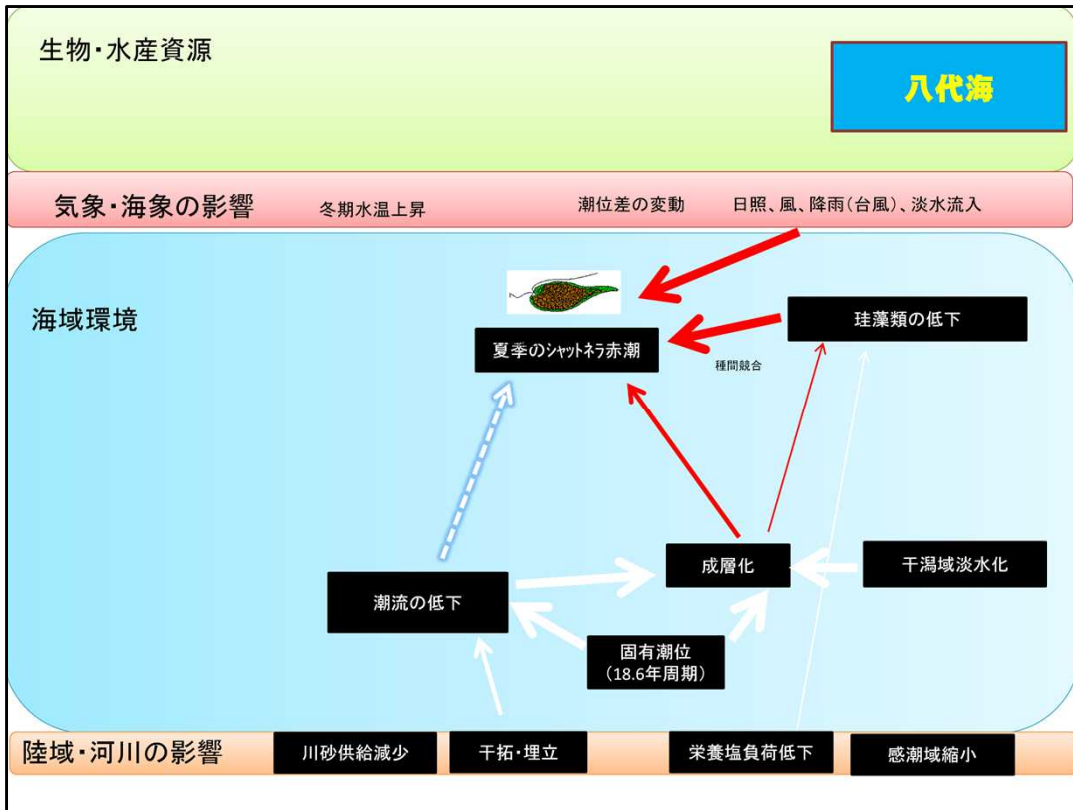 生物・水産資源
八代海
気象・海象の影響
冬期水温上昇
潮位差の変動
日照、風、降雨(台風)、淡水流入
海域環境
夏季のシャットネラ赤潮
珪藻類の低下
種間競合
成層化
干潟域淡水化
潮流の低下
固有潮位
(18.6年周期)
陸域・河川の影響
川砂供給減少
干拓・埋立
栄養塩負荷低下
感潮域縮小